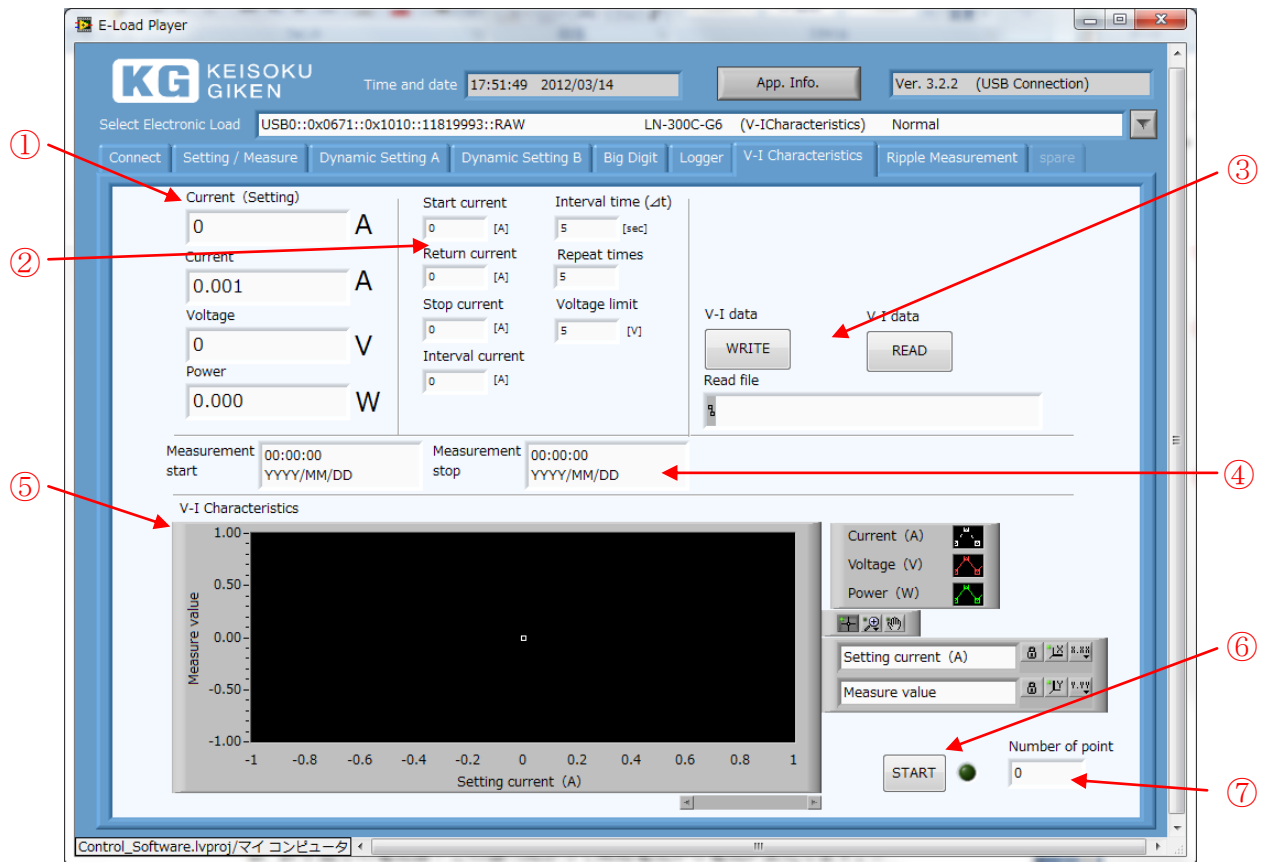 E-Load Player
KEISOKU
KG
GIKEN
Time and date 17:51:49 2012/03/14
App. Info.
Ver. 3.2.2 (USB Connection)
Select Electronic Load USB0::0x0671::0x1010::11819993::RAW LN-300C-G6 (V-ICharacteristics) Normal
Connect Setting / Measure Dynamic Setting A Dynamic Setting B Big Digit Logger V-I Characteristics Ripple Measurement spare
①
②
③
④
⑤
⑥
⑦
Current (Setting)
0 A
Current
0.001 A
Voltage
0 V
Power
0.000 W
Start current
0 [A]
Return current
0 [A]
Stop current
0 [A]
Interval current
0 [A]
Interval time (⊿t)
5 [sec]
Repeat times
5
Voltage limit
5 [V]
V-I data
WRITE
V-I data
READ
Read file
Measurement
start
00:00:00
YYYY/MM/DD
Measurement
stop
00:00:00
YYYY/MM/DD
V-I Characteristics
Measure value
1.00
0.50
0.00
-0.50
-1.00
-1 -0.8 -0.6 -0.4 -0.2 0 0.2 0.4 0.6 0.8 1
Setting current (A)
Current (A)
Voltage (V)
Power (W)
Setting current (A) X X.XX
Measure value Y Y.YY
START
Number of point
0
Control_Software.lvproj/マイ コンピュータ